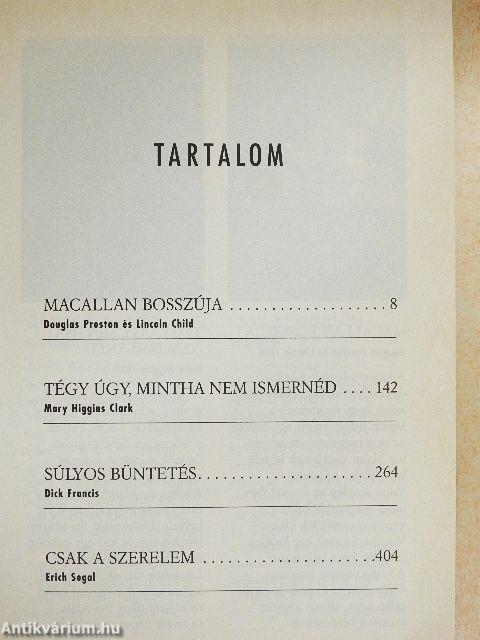 TARTALOM
MACALLAN BOSSZÚJA ................... 8
Douglas Preston és Lincoln Child
TÉGY ÚGY, MINTHA NEM ISMERNÉD .... 142
Mary Higgins Clark
SÚLYOS BÜNTETÉS..................... 264
Dick Francis
CSAK A SZERELEM .....................404
Erich Segal
Antikvárium.hu